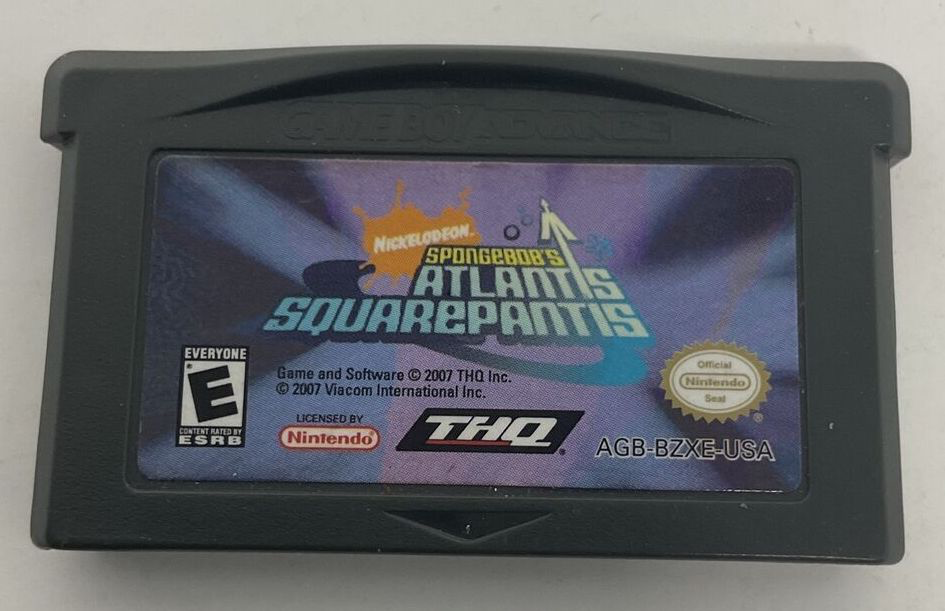 GAME BOY ADVANCE
NICKELODEON
SPONGEBOB'S
ATLANTIS
SQUAREPANTIS
EVERYONE
E
CONTENT RATED BY
ESRB
Game and Software © 2007 THQ Inc.
© 2007 Viacom International Inc.
LICENSED BY
Nintendo®
THQ®
Official
Nintendo
Seal
®
AGB-BZXE-USA